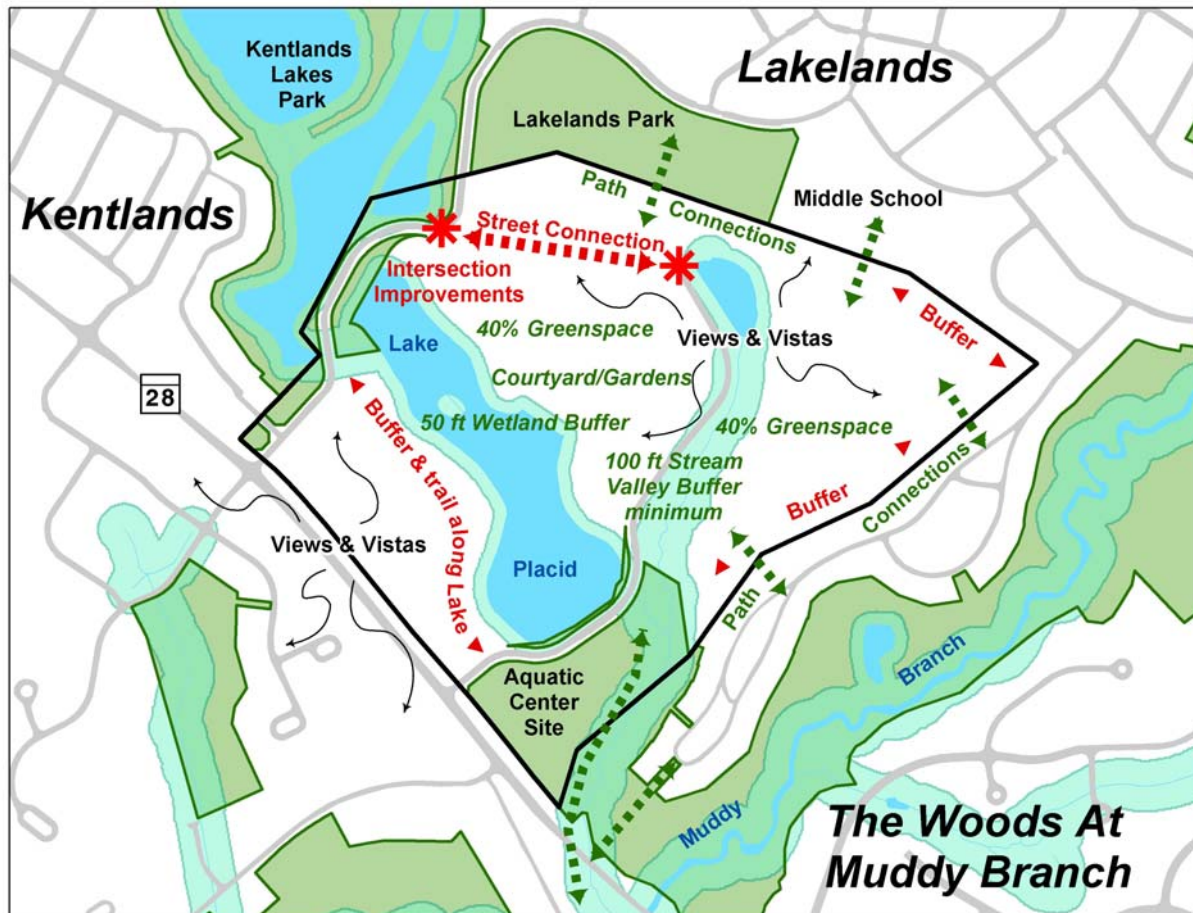 Kentlands
Lakes
Park
Lakelands
Lakelands Park
Kentlands
Middle School
Path
Connections
Street Connection
Intersection
Improvements
Buffer
40% Greenspace
Views & Vistas
Lake
Courtyard/Gardens
28
50 ft Wetland Buffer
40% Greenspace
Buffer & trail along Lake
100 ft Stream
Valley Buffer
minimum
Buffer
Connections
Views & Vistas
Placid
Path
Branch
Aquatic
Center
Site
Muddy
The Woods At
Muddy Branch